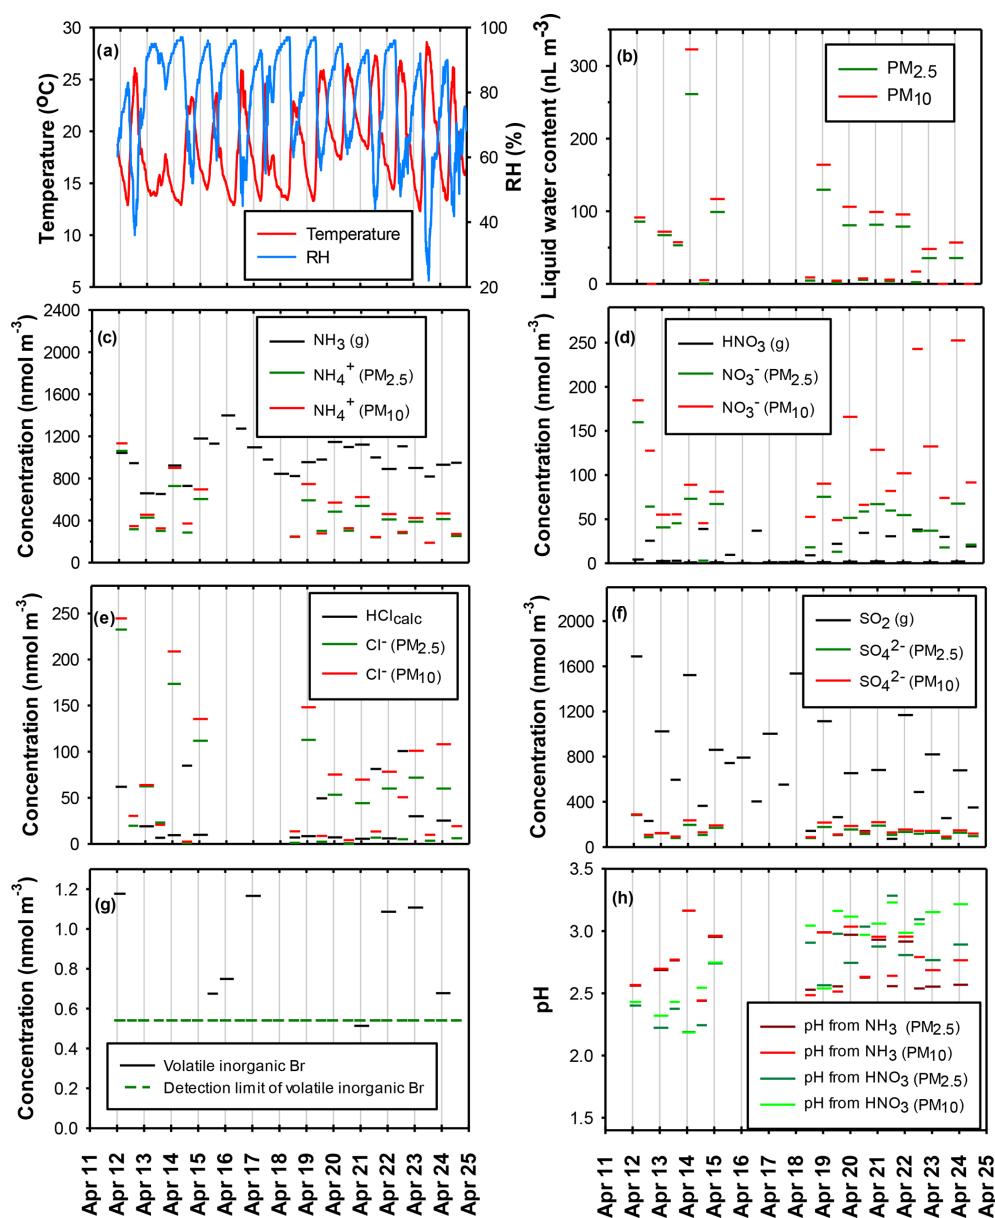 30
25
20
15
10
5
Temperature (ºC)
(a)
Temperature
RH
100
80
60
40
20
RH (%)
300
200
100
0
Liquid water content (nL m-3)
(b)
PM2.5
PM10
2400
2000
1600
1200
800
400
0
Concentration (nmol m-3)
(c)
NH3 (g)
NH4+ (PM2.5)
NH4+ (PM10)
250
200
150
100
50
0
Concentration (nmol m-3)
(d)
HNO3 (g)
NO3- (PM2.5)
NO3- (PM10)
250
200
150
100
50
0
Concentration (nmol m-3)
(e)
HClcalc
Cl- (PM2.5)
Cl- (PM10)
2000
1600
1200
800
400
0
Concentration (nmol m-3)
(f)
SO2 (g)
SO42- (PM2.5)
SO42- (PM10)
1.2
1.0
0.8
0.6
0.4
0.2
0.0
Concentration (nmol m-3)
(g)
Volatile inorganic Br
Detection limit of volatile inorganic Br
3.5
3.0
2.5
2.0
1.5
pH
(h)
pH from NH3 (PM2.5)
pH from NH3 (PM10)
pH from HNO3 (PM2.5)
pH from HNO3 (PM10)
Apr 11
Apr 12
Apr 13
Apr 14
Apr 15
Apr 16
Apr 17
Apr 18
Apr 19
Apr 20
Apr 21
Apr 22
Apr 23
Apr 24
Apr 25
Apr 11
Apr 12
Apr 13
Apr 14
Apr 15
Apr 16
Apr 17
Apr 18
Apr 19
Apr 20
Apr 21
Apr 22
Apr 23
Apr 24
Apr 25